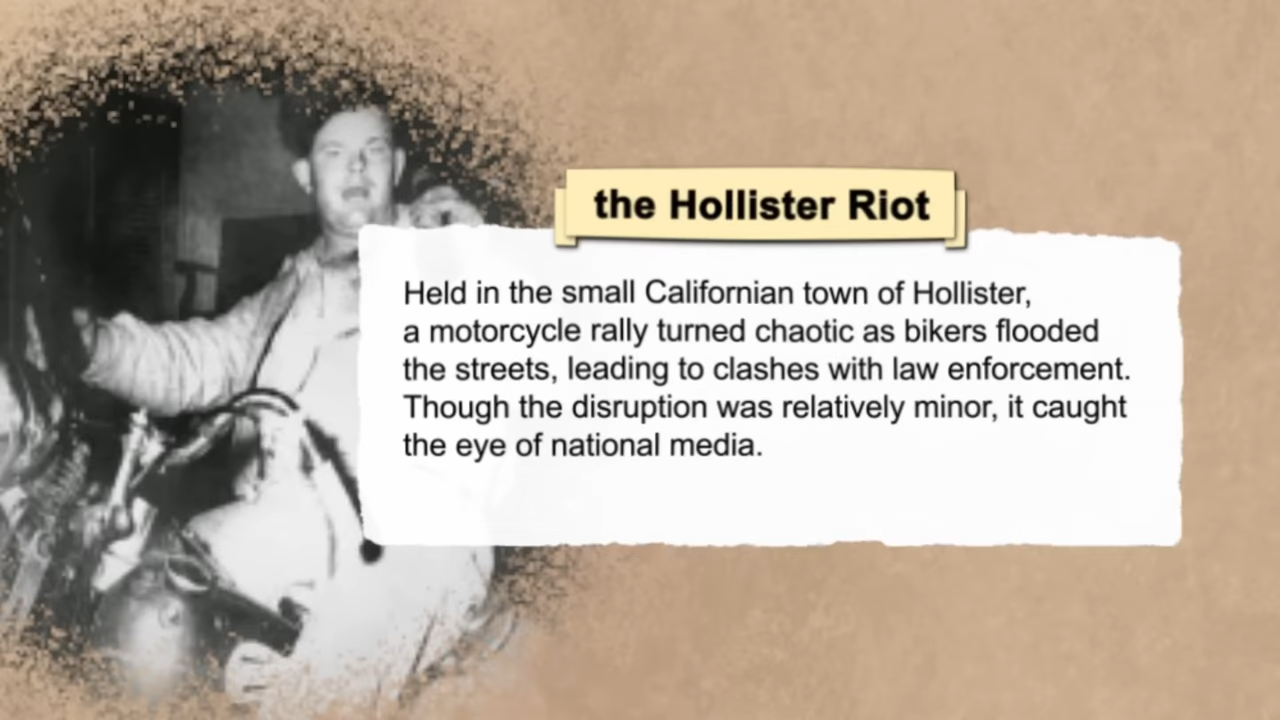 the Hollister Riot
Held in the small Californian town of Hollister,
a motorcycle rally turned chaotic as bikers flooded
the streets, leading to clashes with law enforcement.
Though the disruption was relatively minor, it caught
the eye of national media.